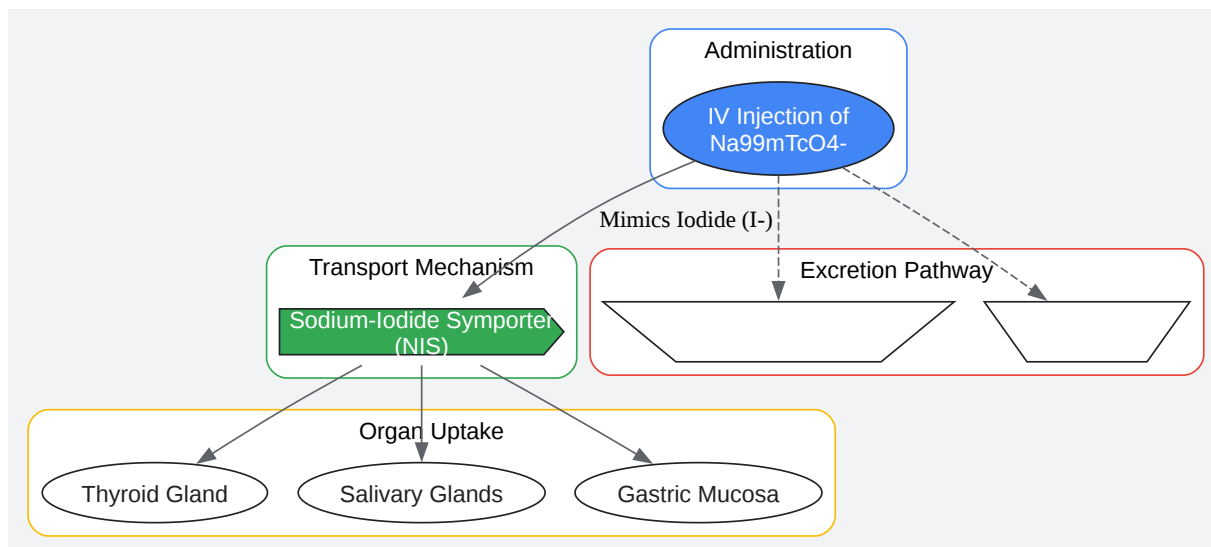 Administration
IV Injection of
Na99mTcO4-
Mimics Iodide (I-)
Transport Mechanism
Excretion Pathway
Sodium-Iodide Symporter
(NIS)
Organ Uptake
Thyroid Gland
Salivary Glands
Gastric Mucosa